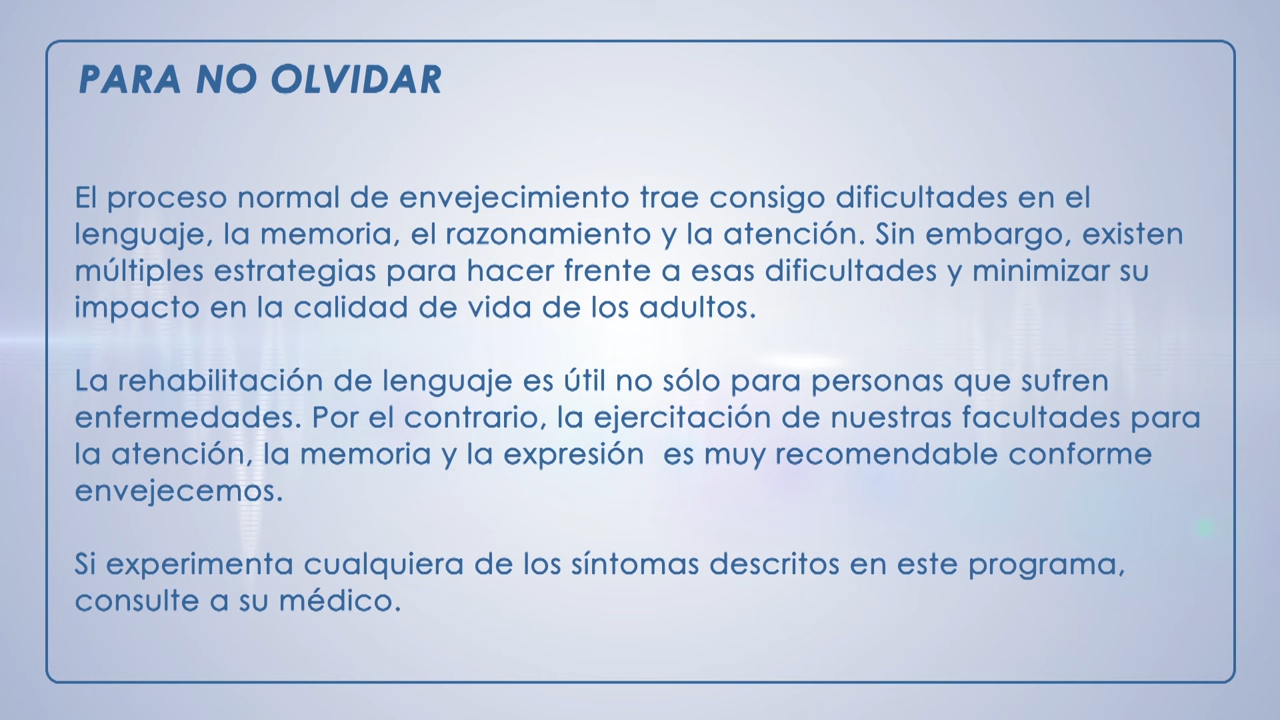 PARA NO OLVIDAR
El proceso normal de envejecimiento trae consigo dificultades en el
lenguaje, la memoria, el razonamiento y la atención. Sin embargo, existen
múltiples estrategias para hacer frente a esas dificultades y minimizar su
impacto en la calidad de vida de los adultos.
La rehabilitación de lenguaje es útil no sólo para personas que sufren
enfermedades. Por el contrario, la ejercitación de nuestras facultades para
la atención, la memoria y la expresión  es muy recomendable conforme
envejecemos.
Si experimenta cualquiera de los síntomas descritos en este programa,
consulte a su médico.